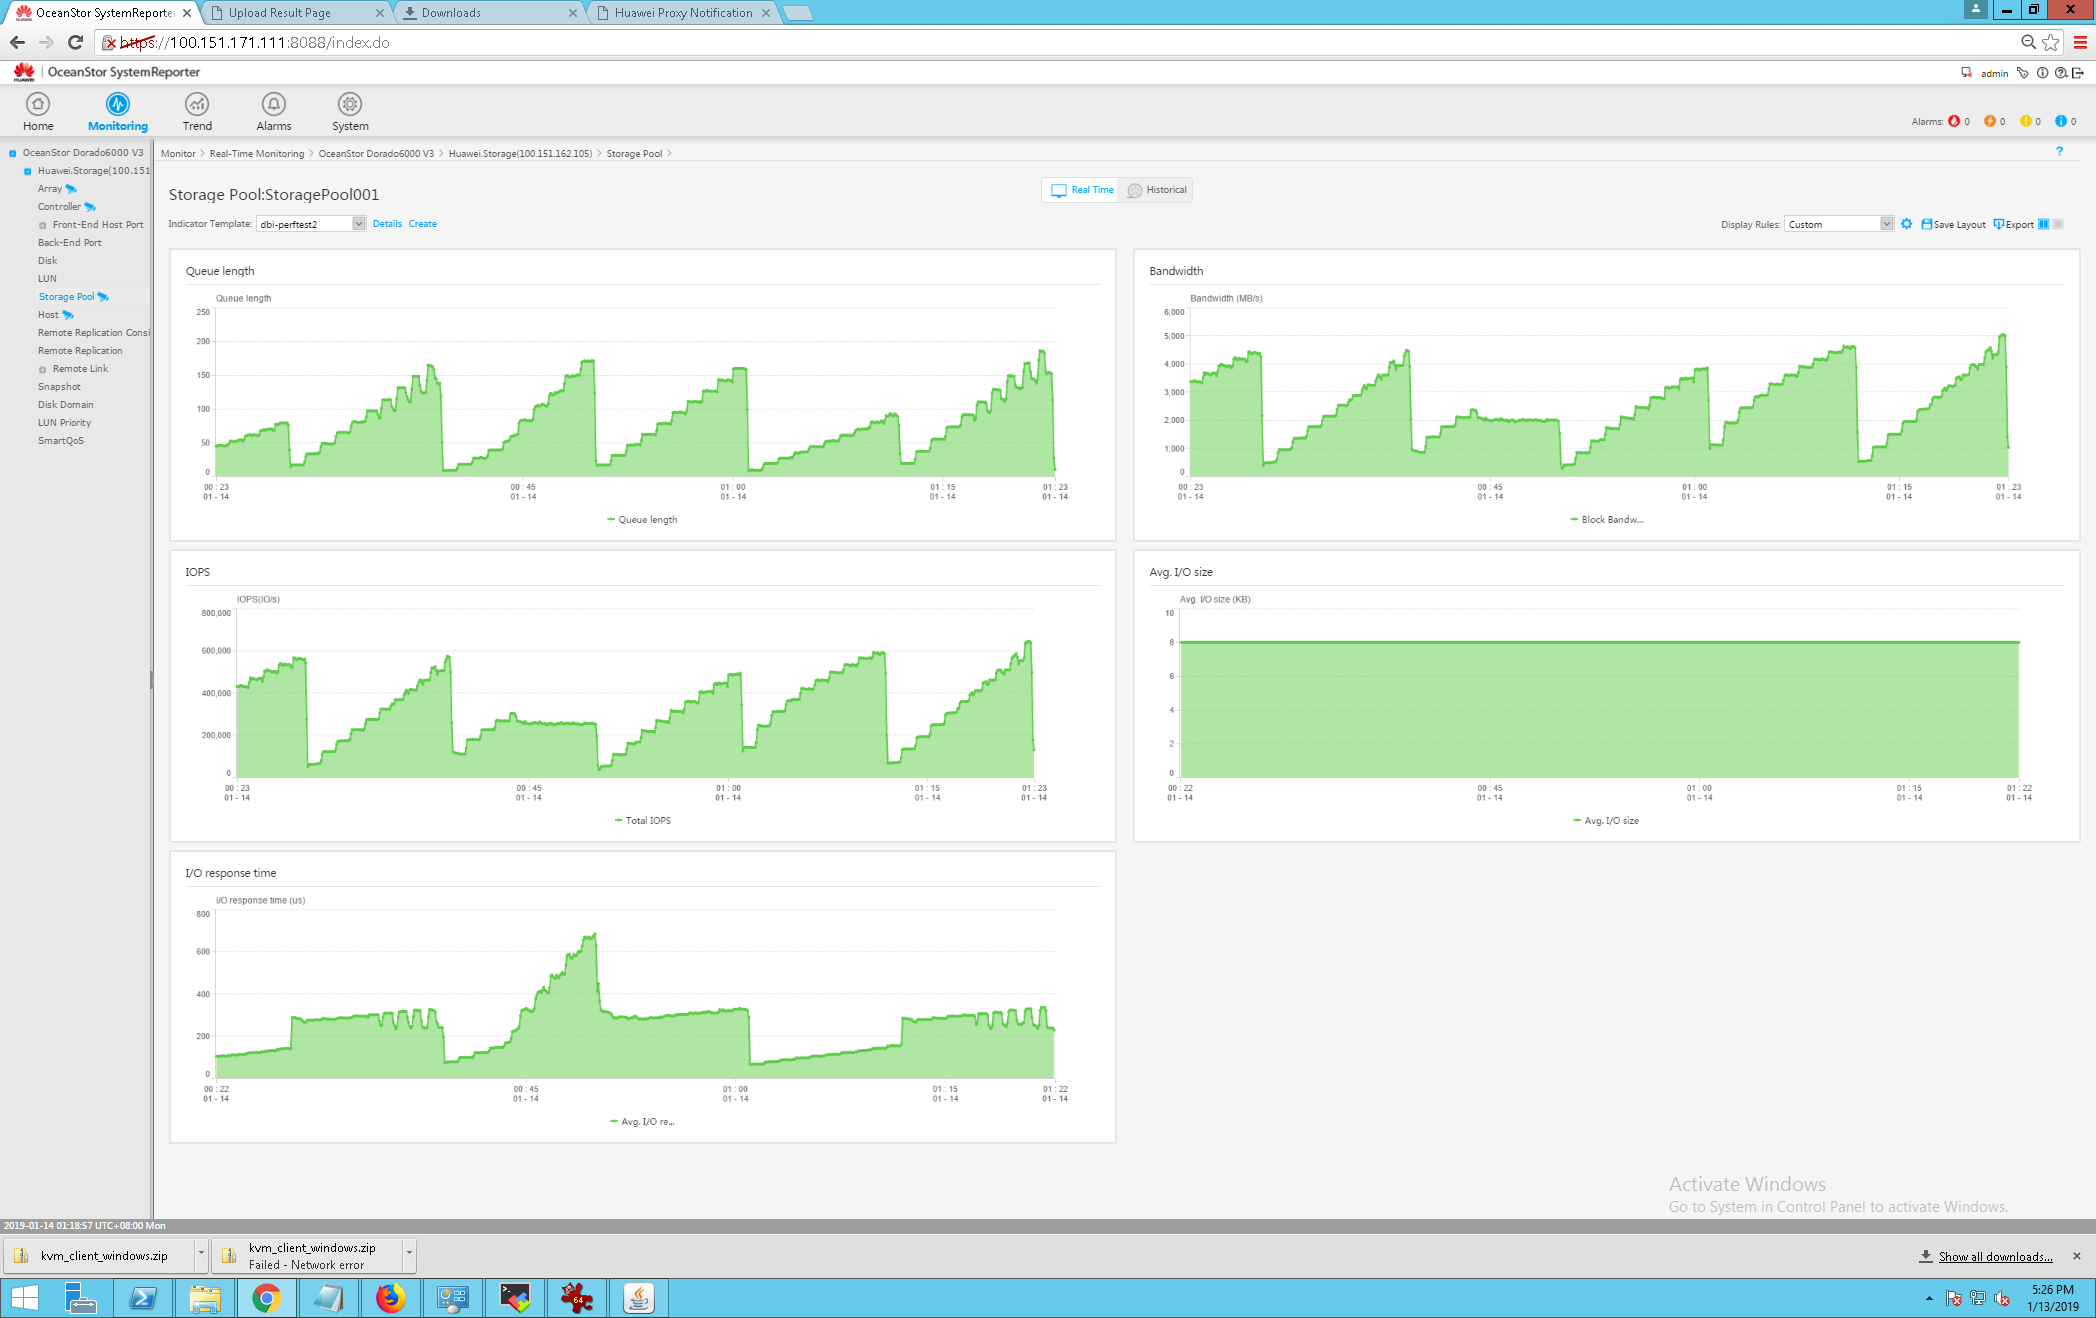 OceanStor SystemReporter
Upload Result Page
Downloads
Huawei Proxy Notification
https://100.151.171.111:8088/index.do
HUAWEI
OceanStor SystemReporter
admin
Home
Monitoring
Trend
Alarms
System
Alarms: 0 0 0 0
OceanStor Dorado6000 V3
Huawei.Storage(100.151
Array
Controller
Front-End Host Port
Back-End Port
Disk
LUN
Storage Pool
Host
Remote Replication Consi
Remote Replication
Remote Link
Snapshot
Disk Domain
LUN Priority
SmartQoS
Monitor > Real-Time Monitoring > OceanStor Dorado6000 V3 > Huawei.Storage(100.151.162.105) > Storage Pool >
?
Storage Pool:StoragePool001
Real Time
Historical
Indicator Template: dbi-perftest2 Details Create
Display Rules: Custom Save Layout Export
Queue length
Queue length
250
200
150
100
50
0
00 : 23 00 : 45 01 : 00 01 : 15 01 : 23
01 - 14 01 - 14 01 - 14 01 - 14 01 - 14
Queue length
Bandwidth
Bandwidth (MB/s)
6,000
5,000
4,000
3,000
2,000
1,000
0
00 : 23 00 : 45 01 : 00 01 : 15 01 : 23
01 - 14 01 - 14 01 - 14 01 - 14 01 - 14
Block Bandw...
IOPS
IOPS(IO/s)
800,000
600,000
400,000
200,000
0
00 : 23 00 : 45 01 : 00 01 : 15 01 : 23
01 - 14 01 - 14 01 - 14 01 - 14 01 - 14
Total IOPS
Avg. I/O size
Avg. I/O size (KB)
10
8
6
4
2
0
00 : 22 00 : 45 01 : 00 01 : 15 01 : 22
01 - 14 01 - 14 01 - 14 01 - 14 01 - 14
Avg. I/O size
I/O response time
I/O response time (us)
800
600
400
200
0
00 : 22 00 : 45 01 : 00 01 : 15 01 : 22
01 - 14 01 - 14 01 - 14 01 - 14 01 - 14
Avg. I/O re...
Activate Windows
Go to System in Control Panel to activate Windows.
2019-01-14 01:18:57 UTC+08:00 Mon
kvm_client_windows.zip
kvm_client_windows.zip
Failed - Network error
Show all downloads...
64
5:26 PM
1/13/2019